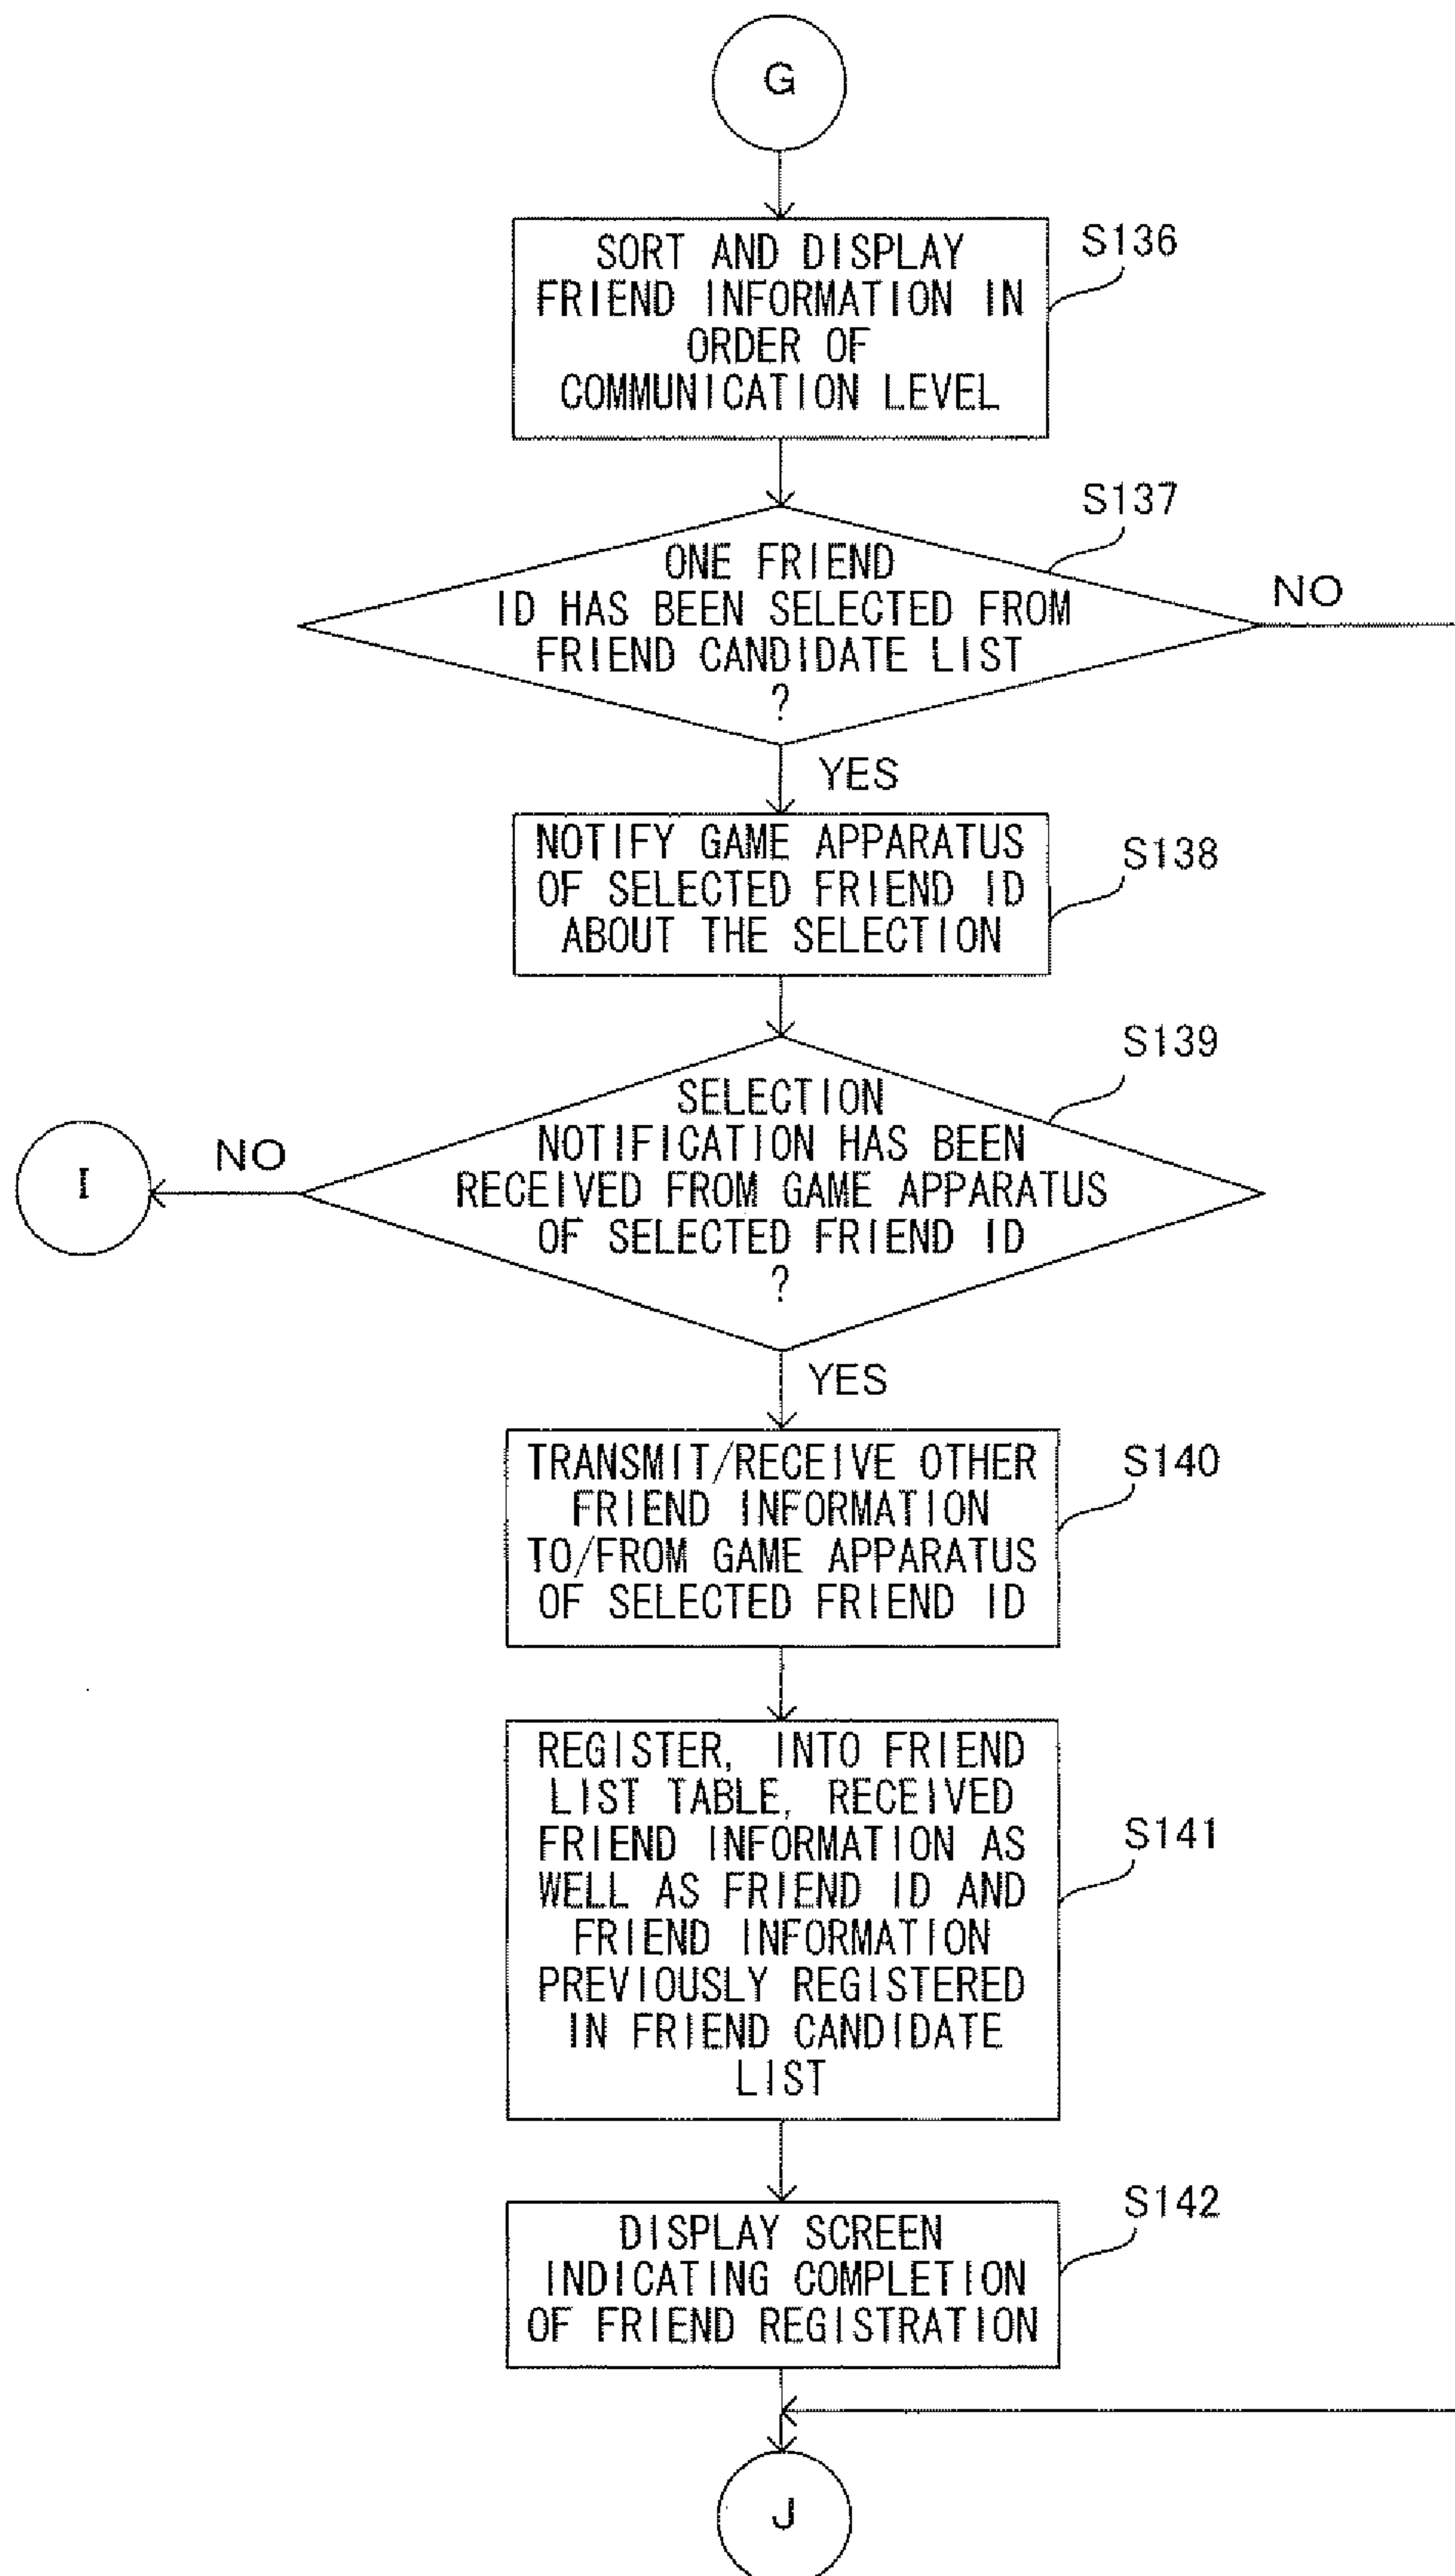 G
SORT AND DISPLAY
FRIEND INFORMATION IN
ORDER OF
COMMUNICATION LEVEL
S136
ONE FRIEND
ID HAS BEEN SELECTED FROM
FRIEND CANDIDATE LIST
?
S137
NO
YES
NOTIFY GAME APPARATUS
OF SELECTED FRIEND ID
ABOUT THE SELECTION
S138
SELECTION
NOTIFICATION HAS BEEN
RECEIVED FROM GAME APPARATUS
OF SELECTED FRIEND ID
?
S139
NO
I
YES
TRANSMIT/RECEIVE OTHER
FRIEND INFORMATION
TO/FROM GAME APPARATUS
OF SELECTED FRIEND ID
S140
REGISTER, INTO FRIEND
LIST TABLE, RECEIVED
FRIEND INFORMATION AS
WELL AS FRIEND ID AND
FRIEND INFORMATION
PREVIOUSLY REGISTERED
IN FRIEND CANDIDATE
LIST
S141
DISPLAY SCREEN
INDICATING COMPLETION
OF FRIEND REGISTRATION
S142
J